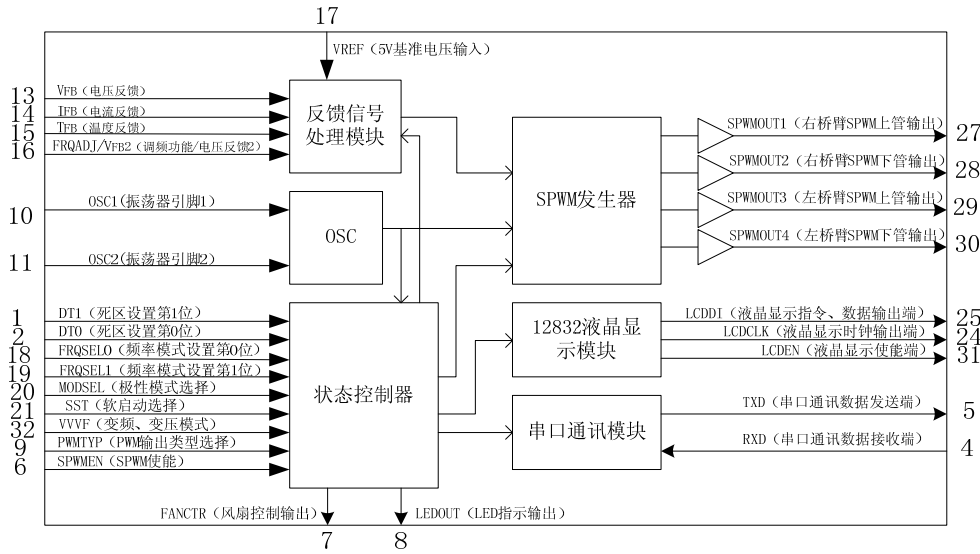 17
VREF（5V基准电压输入）
13 VFB（电压反馈）
14 IFB（电流反馈）
15 TFB（温度反馈）
16 FRQADJ/VFB2（调频功能/电压反馈2）
反馈信号
处理模块
10 OSC1(振荡器引脚1)
11 OSC2(振荡器引脚2)
OSC
SPWM发生器
SPWMOUT1（右桥臂SPWM上管输出） 27
SPWMOUT2（右桥臂SPWM下管输出） 28
SPWMOUT3（左桥臂SPWM上管输出） 29
SPWMOUT4（左桥臂SPWM下管输出） 30
1 DT1（死区设置第1位）
2 DT0（死区设置第0位）
18 FRQSEL0（频率模式设置第0位）
19 FRQSEL1（频率模式设置第1位）
20 MODSEL（极性模式选择）
21 SST（软启动选择）
32 VVVF（变频、变压模式）
9 PWMTYP（PWM输出类型选择）
6 SPWMEN（SPWM使能）
状态控制器
12832液晶显
示模块
LCDDI（液晶显示指令、数据输出端） 25
LCDCLK（液晶显示时钟输出端） 24
LCDEN（液晶显示使能端） 31
串口通讯模块
TXD（串口通讯数据发送端） 5
RXD（串口通讯数据接收端） 4
FANCTR（风扇控制输出）
LEDOUT（LED指示输出）
7
8